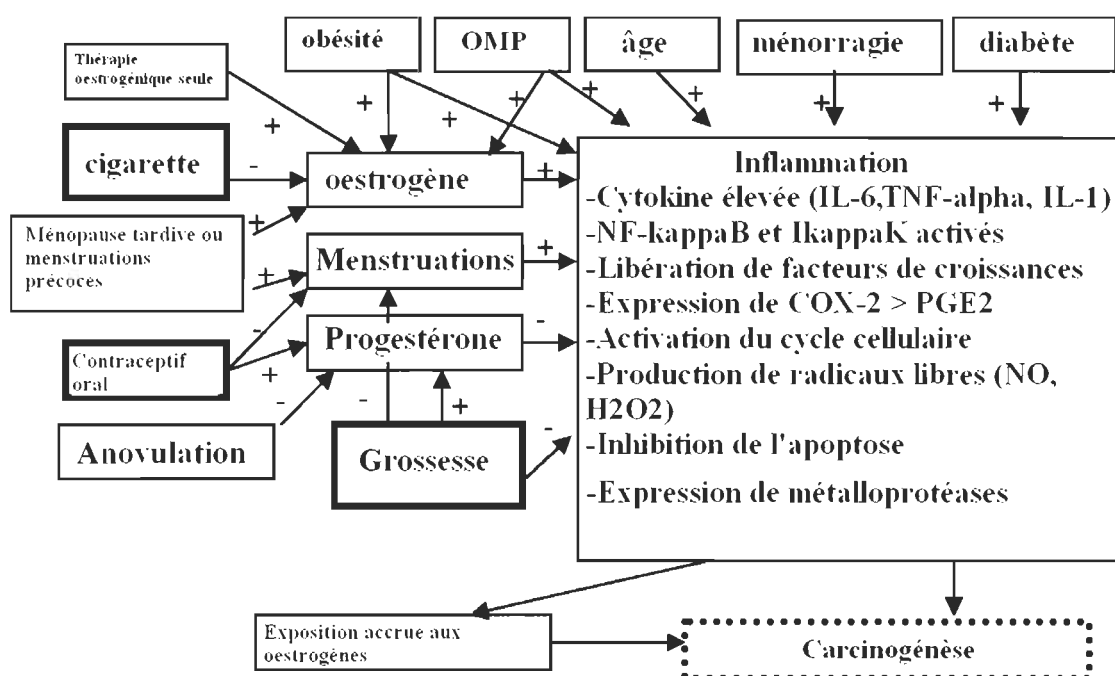 obésité
OMP
âge
ménorragie
diabète
Thérapie
oestrogénique seule
+
+
+
+
+
+
+
+
cigarette
-
oestrogène
+
Ménopause tardive ou
menstruations
précoces
+
+
Menstruations
+
-
Progestérone
-
Contraceptif
oral
+
-
-
+
Anovulation
Grossesse
-
Inflammation
-Cytokine élevée (IL-6,TNF-alpha, IL-1)
-NF-kappaB et IkappaK activés
-Libération de facteurs de croissances
-Expression de COX-2 > PGE2
-Activation du cycle cellulaire
-Production de radicaux libres (NO,
H2O2)
-Inhibition de l'apoptose
-Expression de métalloprotéases
Exposition accrue aux
oestrogènes
Carcinogénèse